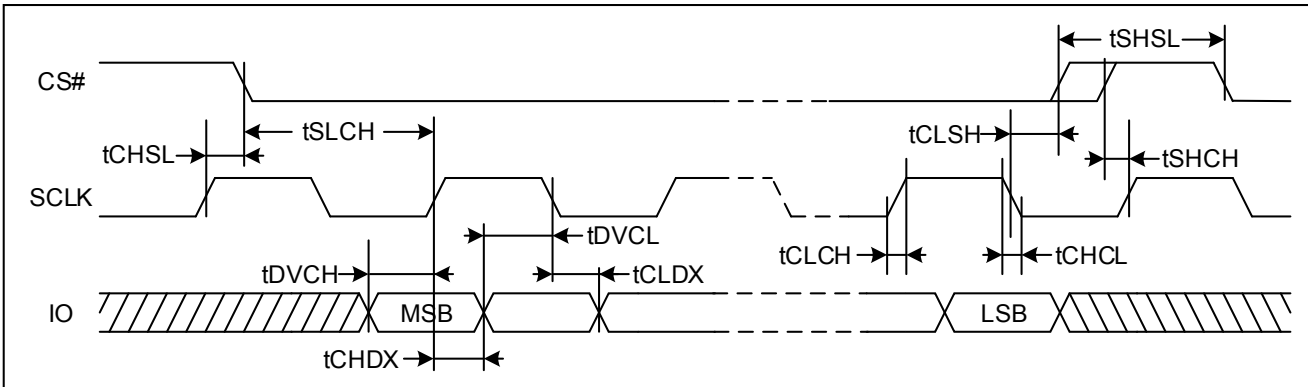 tSHSL
CS#
tSLCH
tCLSH
tCHSL
tSHCH
SCLK
tDVCL
tCLCH
tCHCL
tDVCH
tCLDX
IO
MSB
LSB
tCHDX